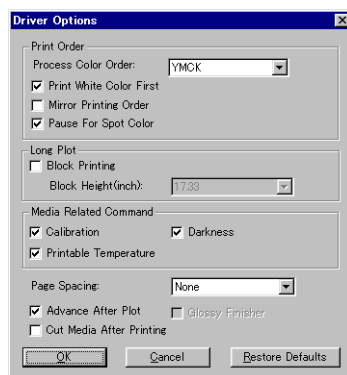 Driver Options
Print Order
Process Color Order: YMCK
Print White Color First
Mirror Printing Order
Pause For Spot Color
Long Plot
Block Printing
Block Height(inch): 17.33
Media Related Command
Calibration Darkness
Printable Temperature
Page Spacing: None
Advance After Plot Glossy Finisher
Cut Media After Printing
OK Cancel Restore Defaults